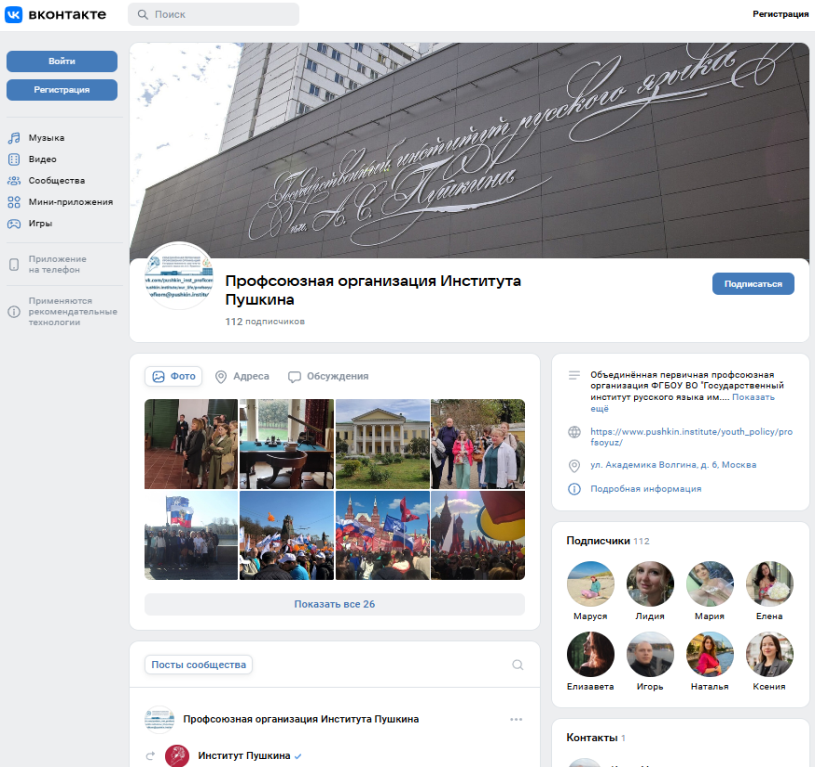 вконтакте
Поиск
Регистрация
Войти
Регистрация
Музыка
Видео
Сообщества
Мини-приложения
Игры
Приложение
на телефон
Применяются
рекомендательные
технологии
Государственный институт русского языка
им. А. С. Пушкина
Профсоюзная организация Института
Пушкина
112 подписчиков
Подписаться
Фото
Адреса
Обсуждения
Показать все 26
Посты сообщества
Профсоюзная организация Института Пушкина
Институт Пушкина
Объединённая первичная профсоюзная
организация ФГБОУ ВО "Государственный
институт русского языка им.... Показать
ещё
https://www.pushkin.institute/youth_policy/pro
fsoyuz/
ул. Академика Волгина, д. 6, Москва
Подробная информация
Подписчики 112
Маруся
Лидия
Мария
Елена
Елизавета
Игорь
Наталья
Ксения
Контакты 1